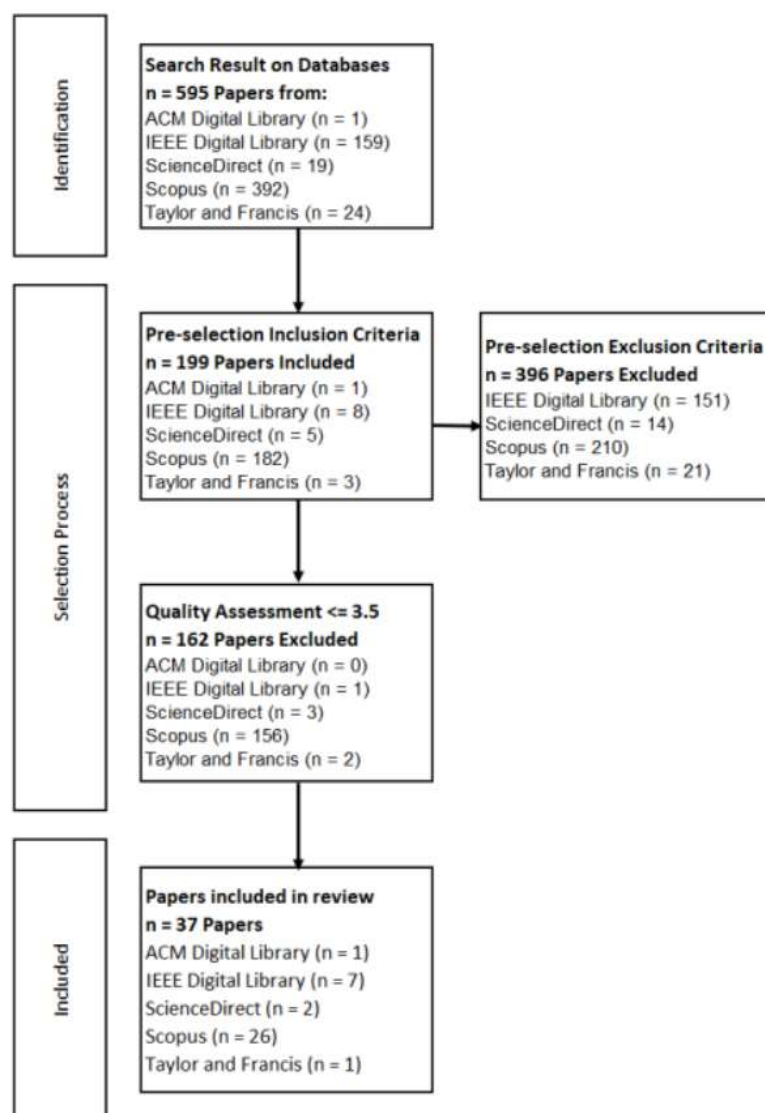 Identification
Search Result on Databases
n = 595 Papers from:
ACM Digital Library (n = 1)
IEEE Digital Library (n = 159)
ScienceDirect (n = 19)
Scopus (n = 392)
Taylor and Francis (n = 24)
Selection Process
Pre-selection Inclusion Criteria
n = 199 Papers Included
ACM Digital Library (n = 1)
IEEE Digital Library (n = 8)
ScienceDirect (n = 5)
Scopus (n = 182)
Taylor and Francis (n = 3)
Pre-selection Exclusion Criteria
n = 396 Papers Excluded
IEEE Digital Library (n = 151)
ScienceDirect (n = 14)
Scopus (n = 210)
Taylor and Francis (n = 21)
Quality Assessment <= 3.5
n = 162 Papers Excluded
ACM Digital Library (n = 0)
IEEE Digital Library (n = 1)
ScienceDirect (n = 3)
Scopus (n = 156)
Taylor and Francis (n = 2)
Included
Papers included in review
n = 37 Papers
ACM Digital Library (n = 1)
IEEE Digital Library (n = 7)
ScienceDirect (n = 2)
Scopus (n = 26)
Taylor and Francis (n = 1)